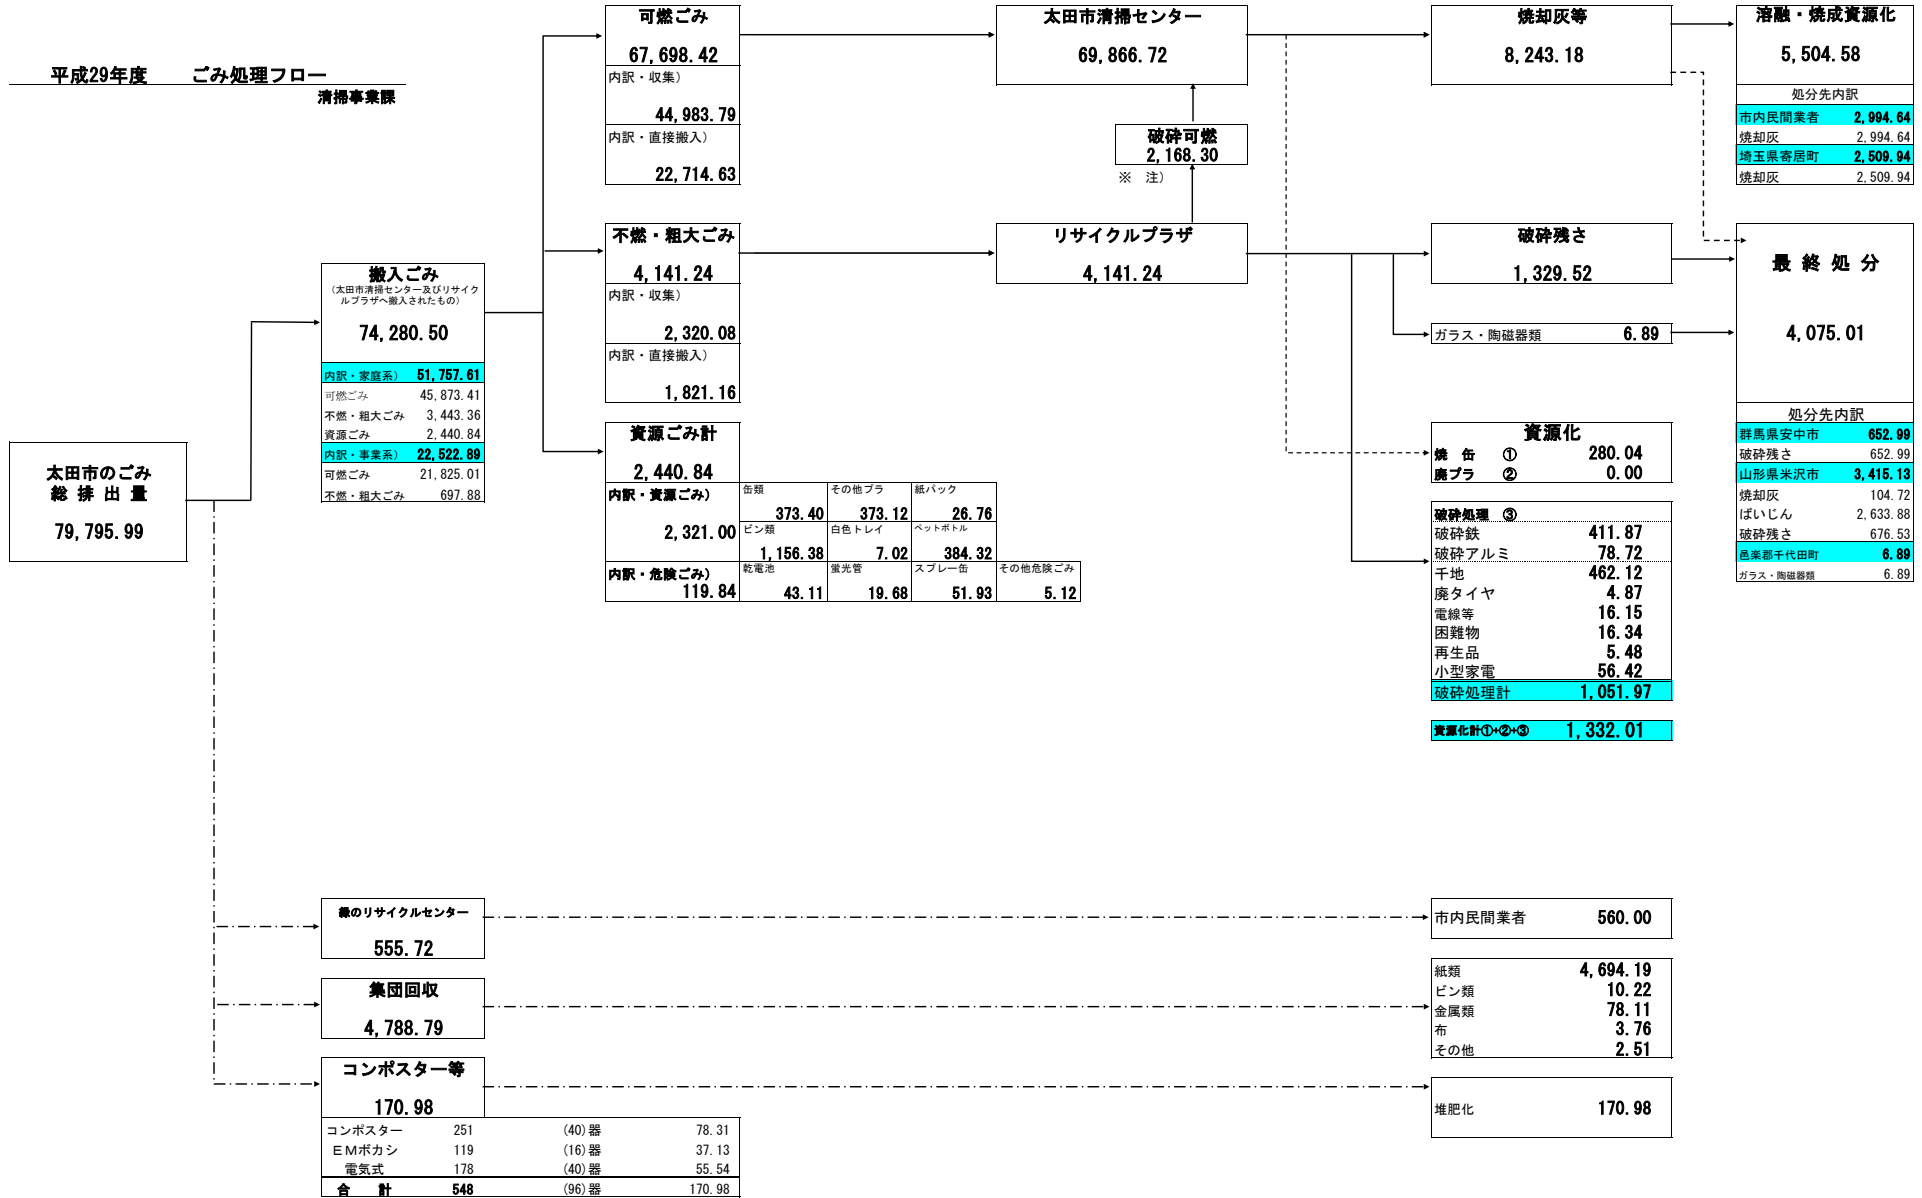 平成29年度　ごみ処理フロー
清掃事業課
太田市のごみ
総 排 出 量
79,795.99
搬入ごみ
(太田市清掃センター及びリサイクルプラザへ搬入されたもの)
74,280.50
内訳・家庭系) 51,757.61
可燃ごみ 45,873.41
不燃・粗大ごみ 3,443.36
資源ごみ 2,440.84
内訳・事業系) 22,522.89
可燃ごみ 21,825.01
不燃・粗大ごみ 697.88
可燃ごみ
67,698.42
内訳・収集)
44,983.79
内訳・直接搬入)
22,714.63
不燃・粗大ごみ
4,141.24
内訳・収集)
2,320.08
内訳・直接搬入)
1,821.16
資源ごみ計
2,440.84
内訳・資源ごみ)
2,321.00
缶類 その他プラ 紙パック
373.40 373.12 26.76
ビン類 白色トレイ ペットボトル
1,156.38 7.02 384.32
内訳・危険ごみ)
119.84
乾電池 蛍光管 スプレー缶 その他危険ごみ
43.11 19.68 51.93 5.12
太田市清掃センター
69,866.72
破砕可燃
2,168.30
※ 注)
リサイクルプラザ
4,141.24
焼却灰等
8,243.18
破砕残さ
1,329.52
ガラス・陶磁器類 6.89
資源化
焼 缶 ① 280.04
廃プラ ② 0.00
破砕処理 ③
破砕鉄 411.87
破砕アルミ 78.72
千地 462.12
廃タイヤ 4.87
電線等 16.15
困難物 16.34
再生品 5.48
小型家電 56.42
破砕処理計 1,051.97
資源化計①+②+③ 1,332.01
溶融・焼成資源化
5,504.58
処分先内訳
市内民間業者 2,994.64
焼却灰 2,994.64
埼玉県寄居町 2,509.94
焼却灰 2,509.94
最 終 処 分
4,075.01
処分先内訳
群馬県安中市 652.99
破砕残さ 652.99
山形県米沢市 3,415.13
焼却灰 104.72
ばいじん 2,633.88
破砕残さ 676.53
邑楽郡千代田町 6.89
ガラス・陶磁器類 6.89
緑のリサイクルセンター
555.72
集団回収
4,788.79
コンポスター等
170.98
コンポスター 251 (40)器 78.31
EMボカシ 119 (16)器 37.13
電気式 178 (40)器 55.54
合 計 548 (96)器 170.98
市内民間業者 560.00
紙類 4,694.19
ビン類 10.22
金属類 78.11
布 3.76
その他 2.51
堆肥化 170.98